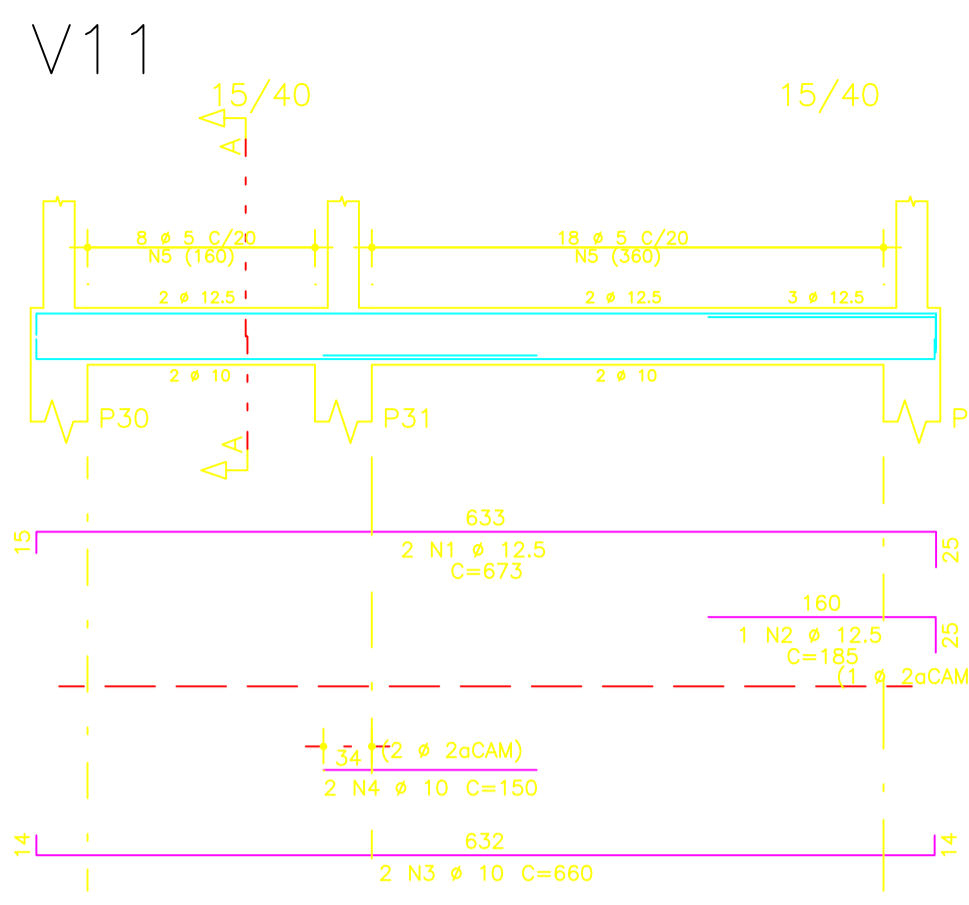 V11
15/40 15/40
A
8 ø 5 C/20 18 ø 5 C/20
N5 (160) N5 (360)
2 ø 12.5 2 ø 12.5 3 ø 12.5
2 ø 10 2 ø 10
P30 P31 P
A
633
15 2 N1 ø 12.5 25
C=673
160
1 N2 ø 12.5 25
C=185
(1 ø 2aCAM
34 (2 ø 2aCAM)
2 N4 ø 10 C=150
14 632 14
2 N3 ø 10 C=660